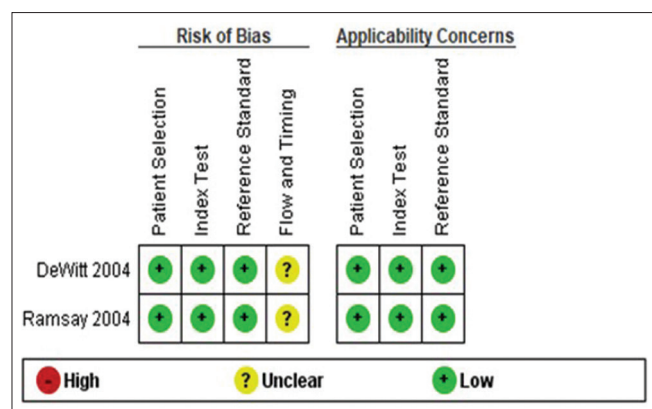 Risk of Bias
Applicability Concerns
Patient Selection
Index Test
Reference Standard
Flow and Timing
Patient Selection
Index Test
Reference Standard
DeWitt 2004 + + + ? + + +
Ramsay 2004 + + + ? + + +
- High ? Unclear + Low